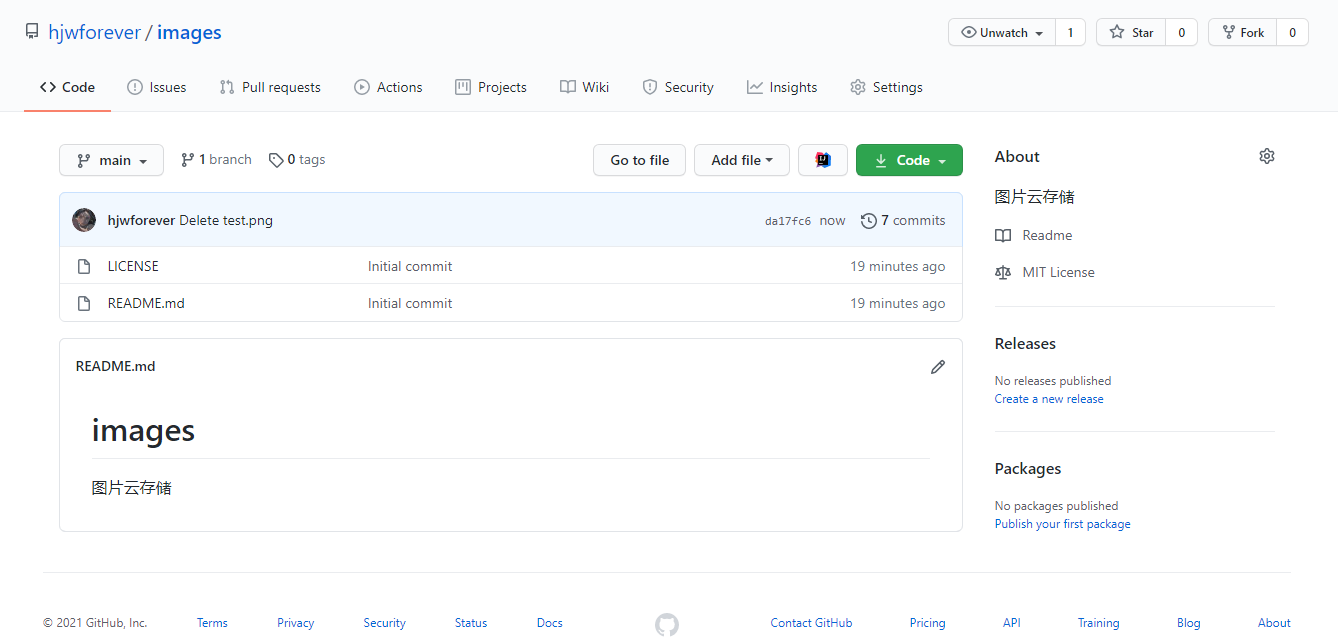 hjwforever / images
Unwatch 1 Star 0 Fork 0
Code Issues Pull requests Actions Projects Wiki Security Insights Settings
main 1 branch 0 tags Go to file Add file Code
hjwforever Delete test.png da17fc6 now 7 commits
LICENSE Initial commit 19 minutes ago
README.md Initial commit 19 minutes ago
README.md
images
图片云存储
About
图片云存储
Readme
MIT License
Releases
No releases published
Create a new release
Packages
No packages published
Publish your first package
© 2021 GitHub, Inc. Terms Privacy Security Status Docs Contact GitHub Pricing API Training Blog About